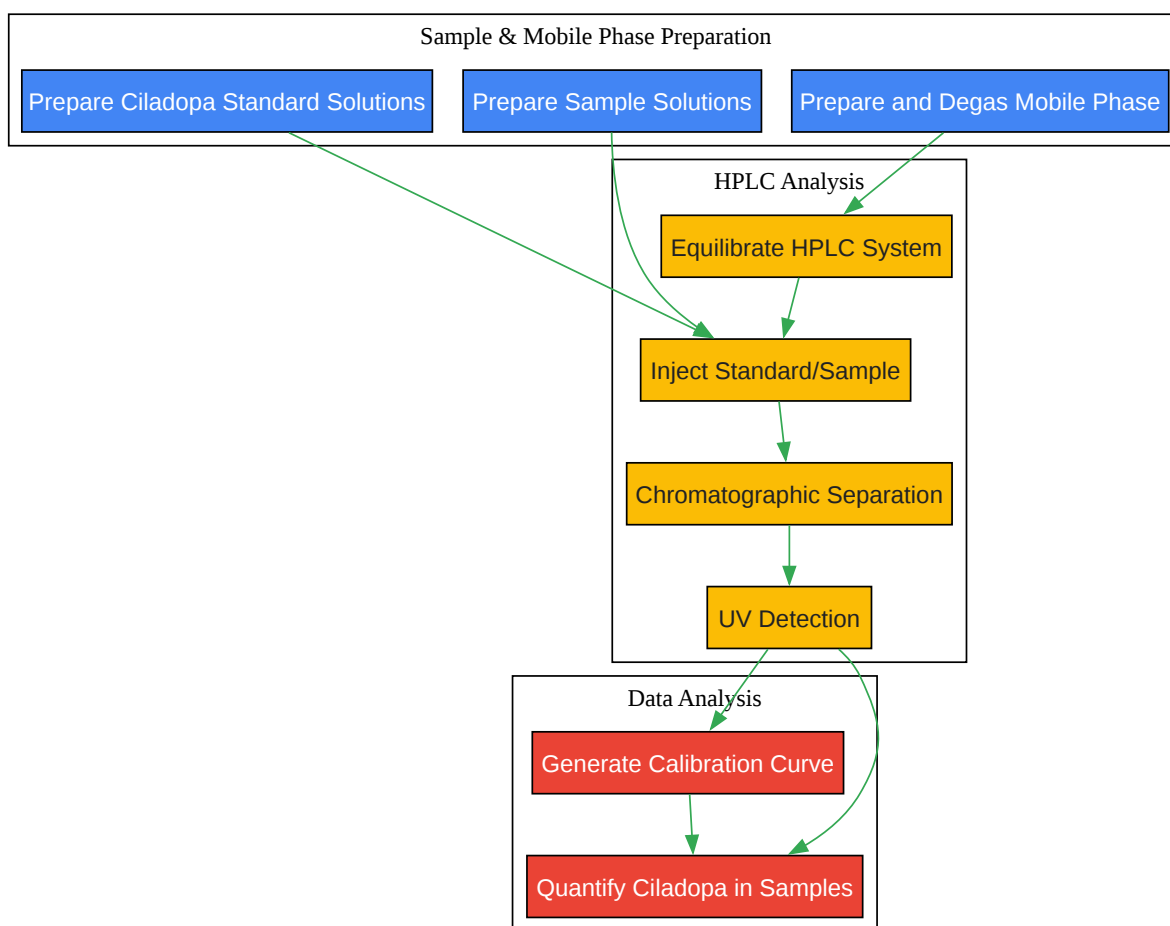 Sample & Mobile Phase Preparation
Prepare Ciladopa Standard Solutions
Prepare Sample Solutions
Prepare and Degas Mobile Phase
HPLC Analysis
Equilibrate HPLC System
Inject Standard/Sample
Chromatographic Separation
UV Detection
Data Analysis
Generate Calibration Curve
Quantify Ciladopa in Samples